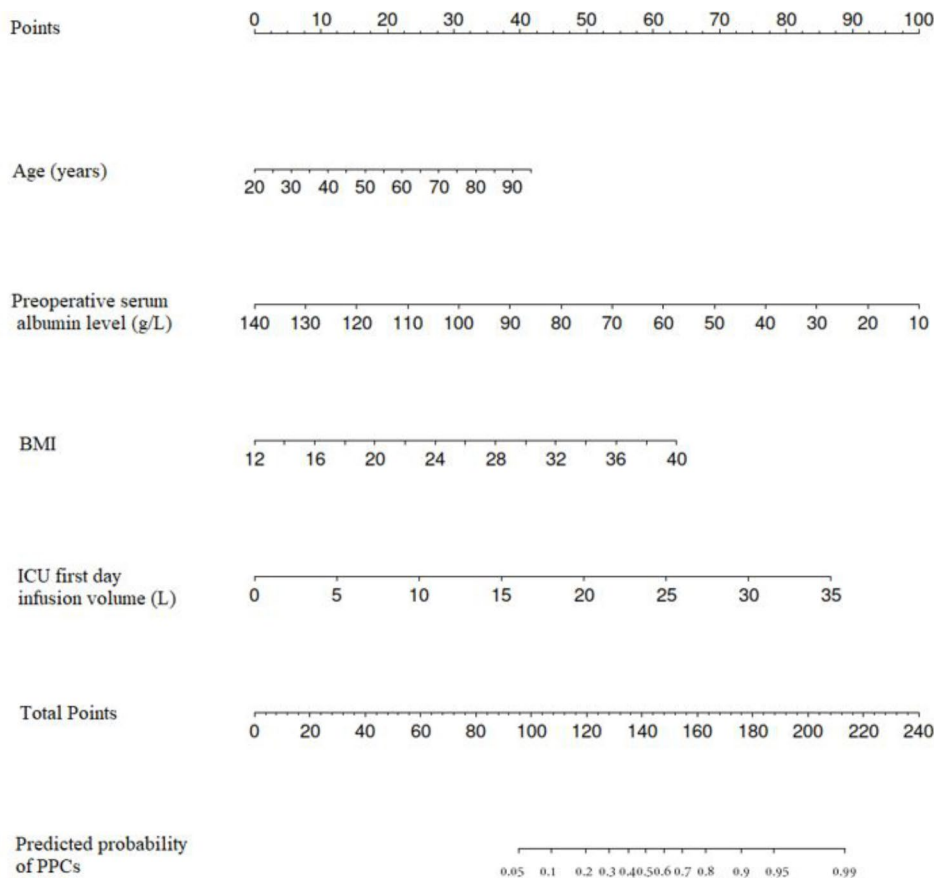 Points
0 10 20 30 40 50 60 70 80 90 100
Age (years)
20 30 40 50 60 70 80 90
Preoperative serum
albumin level (g/L)
140 130 120 110 100 90 80 70 60 50 40 30 20 10
BMI
12 16 20 24 28 32 36 40
ICU first day
infusion volume (L)
0 5 10 15 20 25 30 35
Total Points
0 20 40 60 80 100 120 140 160 180 200 220 240
Predicted probability
of PPCs
0.05 0.1 0.2 0.3 0.4 0.5 0.6 0.7 0.8 0.9 0.95 0.99